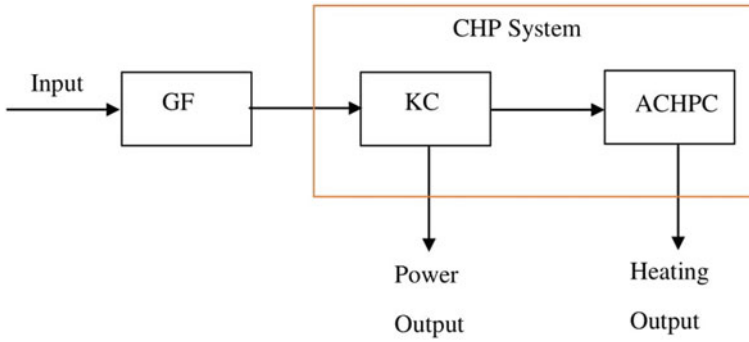 CHP System
Input
GF
KC
ACHPC
Power
Output
Heating
Output